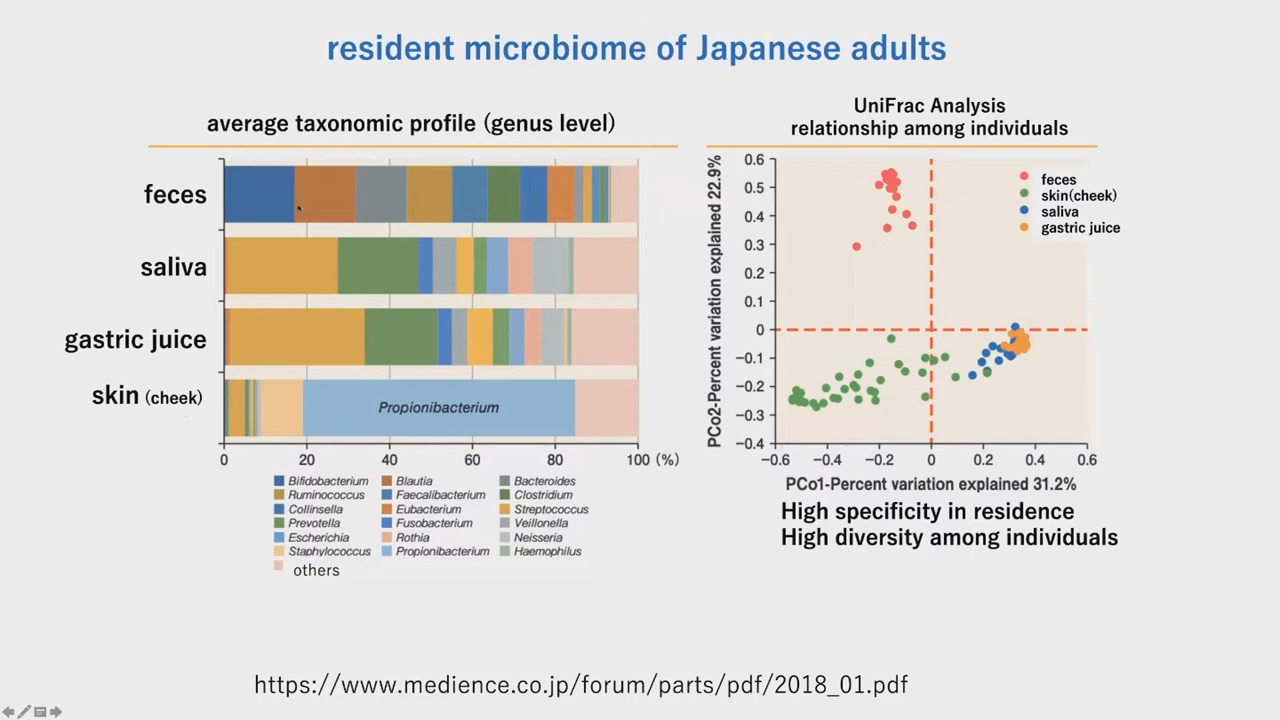 resident microbiome of Japanese adults
average taxonomic profile (genus level)
feces
saliva
gastric juice
skin (cheek)
Propionibacterium
0 20 40 60 80 100 (%)
Bifidobacterium Blautia Bacteroides
Ruminococcus Faecalibacterium Clostridium
Collinsella Eubacterium Streptococcus
Prevotella Fusobacterium Veillonella
Escherichia Rothia Neisseria
Staphylococcus Propionibacterium Haemophilus
others
UniFrac Analysis
relationship among individuals
PCo2-Percent variation explained 22.9%
0.6
0.5
0.4
0.3
0.2
0.1
0
−0.1
−0.2
−0.3
−0.4
feces
skin(cheek)
saliva
gastric juice
−0.6 −0.4 −0.2 0 0.2 0.4 0.6
PCo1-Percent variation explained 31.2%
High specificity in residence
High diversity among individuals
https://www.medience.co.jp/forum/parts/pdf/2018_01.pdf